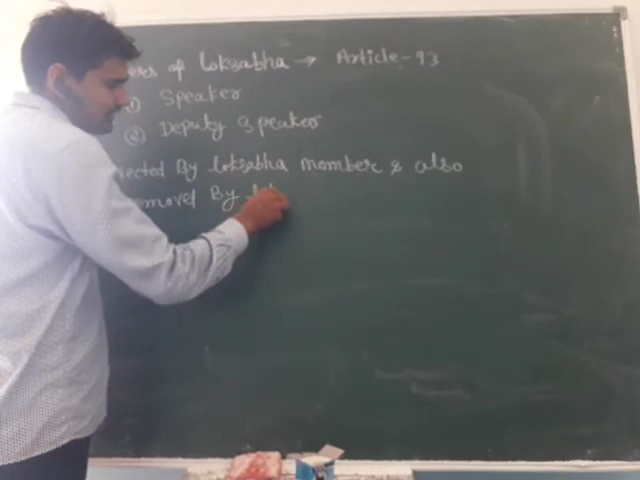 of loksabha → Article-93
① Speaker
② Deputy speaker
ected By loksabha member & also
emoved By